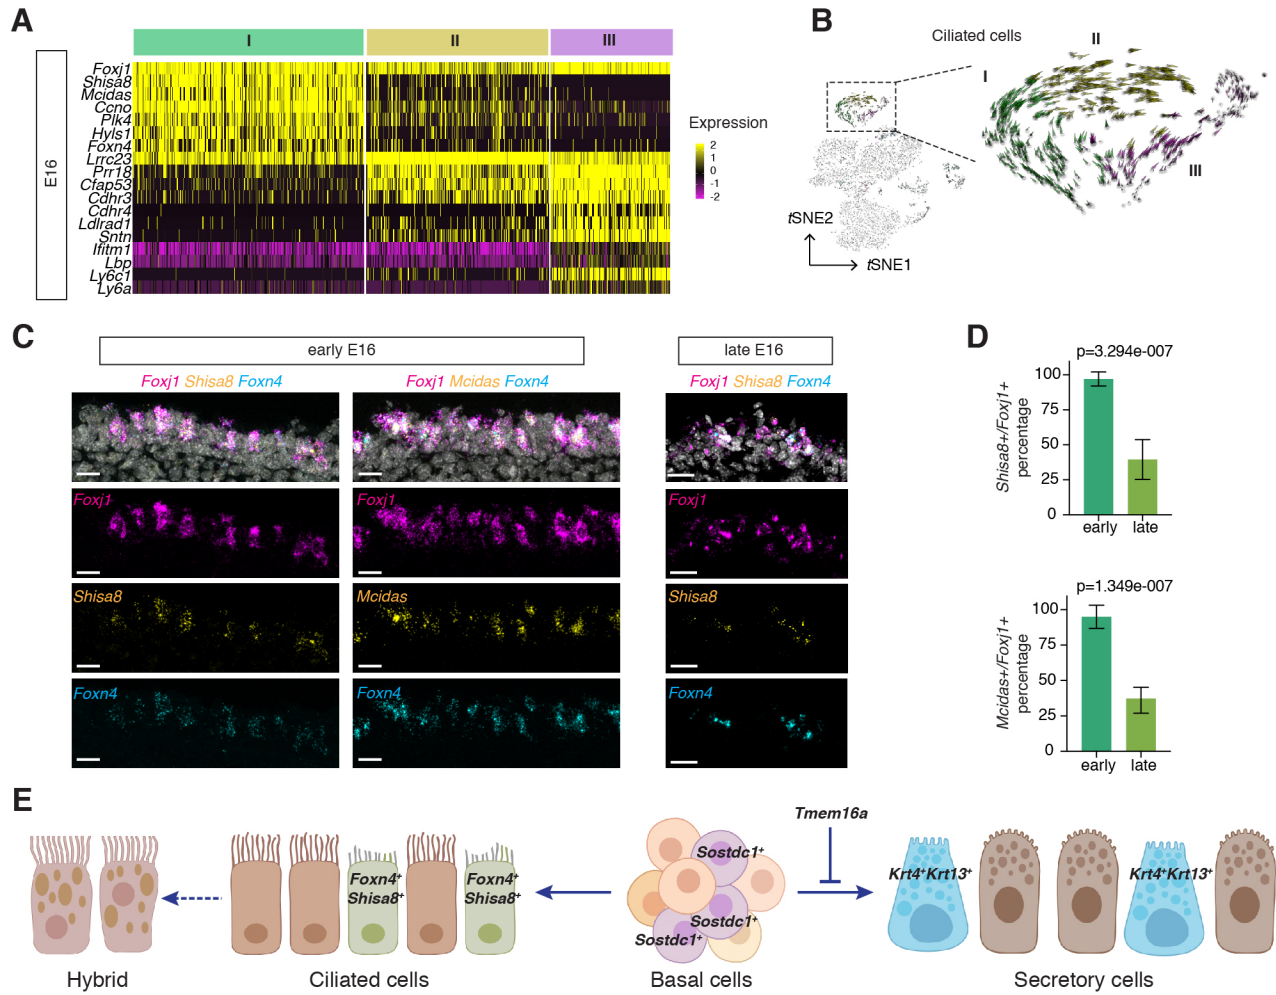 A
I
II
III
E16
Foxj1
Shisa8
Mcidas
Ccno
Plk4
Hyls1
Foxn4
Lrrc23
Prr18
Cfap53
Cdhr3
Cdhr4
Ldlrad1
Sntn
Ifitm1
Lbp
Ly6c1
Ly6a
Expression
2
1
0
-1
-2
B
Ciliated cells
I
II
III
tSNE2
tSNE1
C
early E16
late E16
Foxj1 Shisa8 Foxn4
Foxj1 Mcidas Foxn4
Foxj1 Shisa8 Foxn4
Foxj1
Foxj1
Foxj1
Shisa8
Mcidas
Shisa8
Foxn4
Foxn4
Foxn4
D
p=3.294e-007
Shisa8+/Foxj1+
percentage
100
75
50
25
0
early
late
p=1.349e-007
Mcidas+/Foxj1+
percentage
100
75
50
25
0
early
late
E
Hybrid
Foxn4+
Shisa8+
Foxn4+
Shisa8+
Ciliated cells
Sostdc1+
Sostdc1+
Sostdc1+
Basal cells
Tmem16a
Krt4+Krt13+
Krt4+Krt13+
Secretory cells